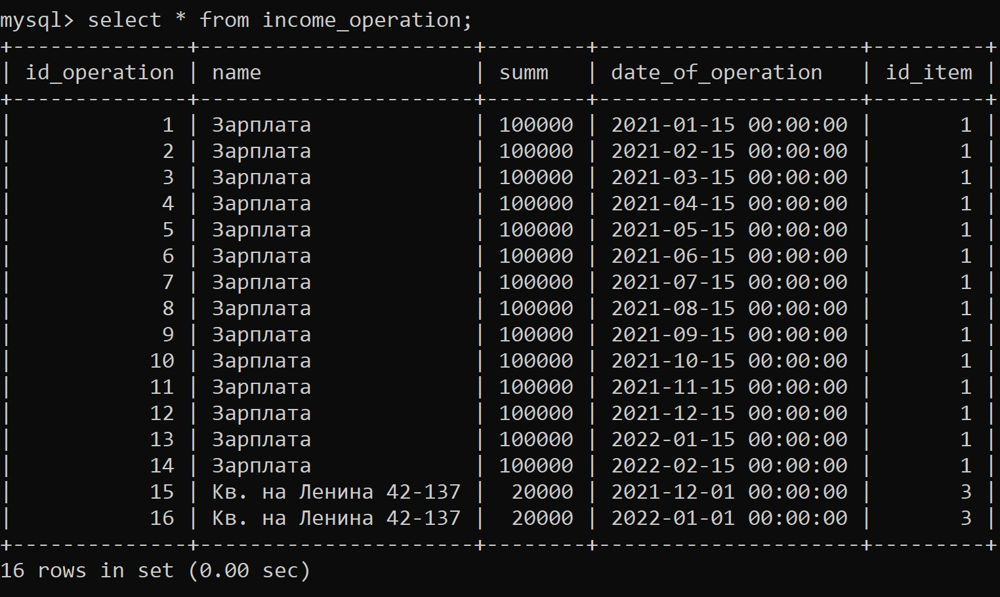 mysql> select * from income_operation;
+--------------+----------------------+--------+---------------------+---------+
| id_operation | name                 | summ   | date_of_operation   | id_item |
+--------------+----------------------+--------+---------------------+---------+
|            1 | Зарплата             | 100000 | 2021-01-15 00:00:00 |       1 |
|            2 | Зарплата             | 100000 | 2021-02-15 00:00:00 |       1 |
|            3 | Зарплата             | 100000 | 2021-03-15 00:00:00 |       1 |
|            4 | Зарплата             | 100000 | 2021-04-15 00:00:00 |       1 |
|            5 | Зарплата             | 100000 | 2021-05-15 00:00:00 |       1 |
|            6 | Зарплата             | 100000 | 2021-06-15 00:00:00 |       1 |
|            7 | Зарплата             | 100000 | 2021-07-15 00:00:00 |       1 |
|            8 | Зарплата             | 100000 | 2021-08-15 00:00:00 |       1 |
|            9 | Зарплата             | 100000 | 2021-09-15 00:00:00 |       1 |
|           10 | Зарплата             | 100000 | 2021-10-15 00:00:00 |       1 |
|           11 | Зарплата             | 100000 | 2021-11-15 00:00:00 |       1 |
|           12 | Зарплата             | 100000 | 2021-12-15 00:00:00 |       1 |
|           13 | Зарплата             | 100000 | 2022-01-15 00:00:00 |       1 |
|           14 | Зарплата             | 100000 | 2022-02-15 00:00:00 |       1 |
|           15 | Кв. на Ленина 42-137 |  20000 | 2021-12-01 00:00:00 |       3 |
|           16 | Кв. на Ленина 42-137 |  20000 | 2022-01-01 00:00:00 |       3 |
+--------------+----------------------+--------+---------------------+---------+
16 rows in set (0.00 sec)